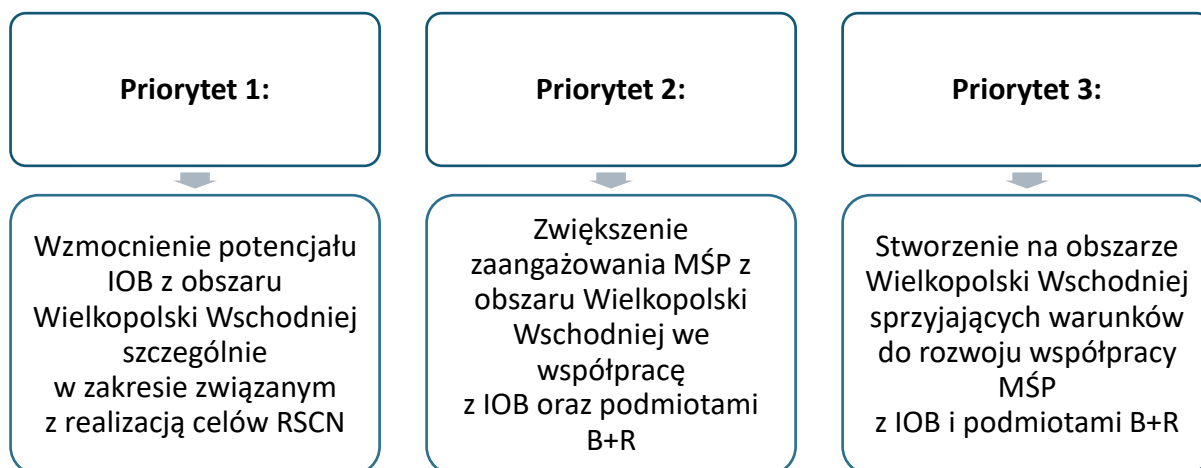 Priorytet 1:
Wzmocnienie potencjału
IOB z obszaru
Wielkopolski Wschodniej
szczególnie
w zakresie związanym
z realizacją celów RSCN
Priorytet 2:
Zwiększenie
zaangażowania MŚP z
obszaru Wielkopolski
Wschodniej we
współpracę
z IOB oraz podmiotami
B+R
Priorytet 3:
Stworzenie na obszarze
Wielkopolski Wschodniej
sprzyjających warunków
do rozwoju współpracy
MŚP
z IOB i podmiotami B+R